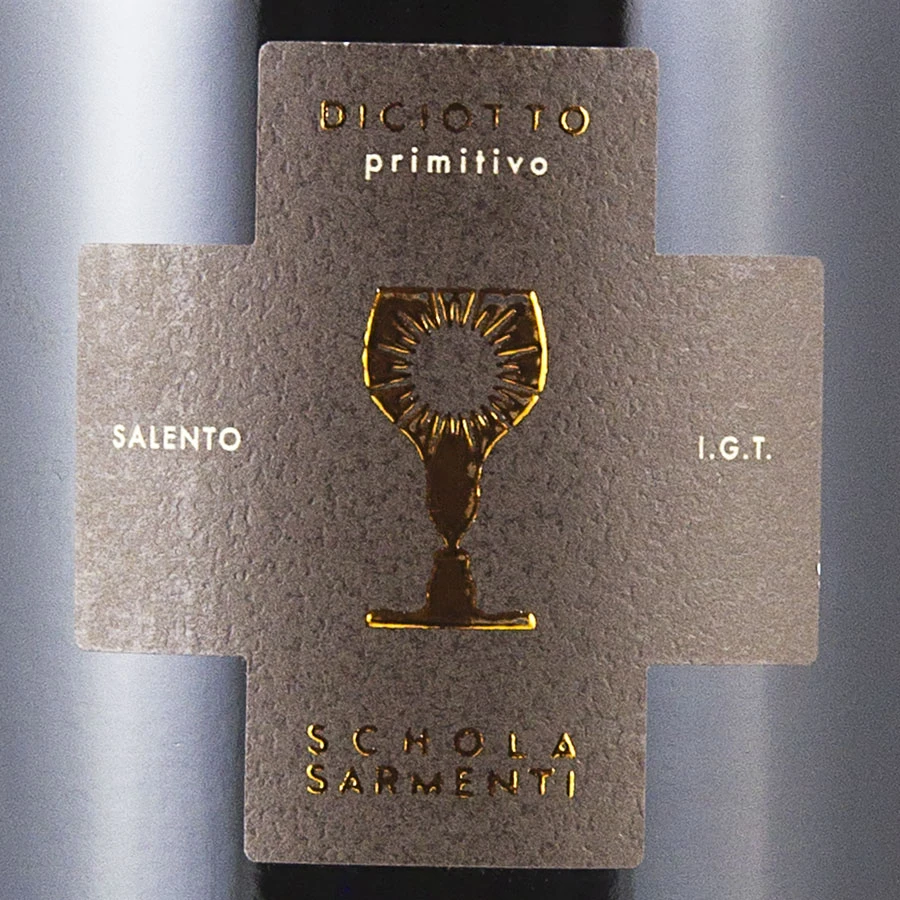 DICIOTTO
primitivo
SALENTO
I.G.T.
SCHOLA
SARMENTI